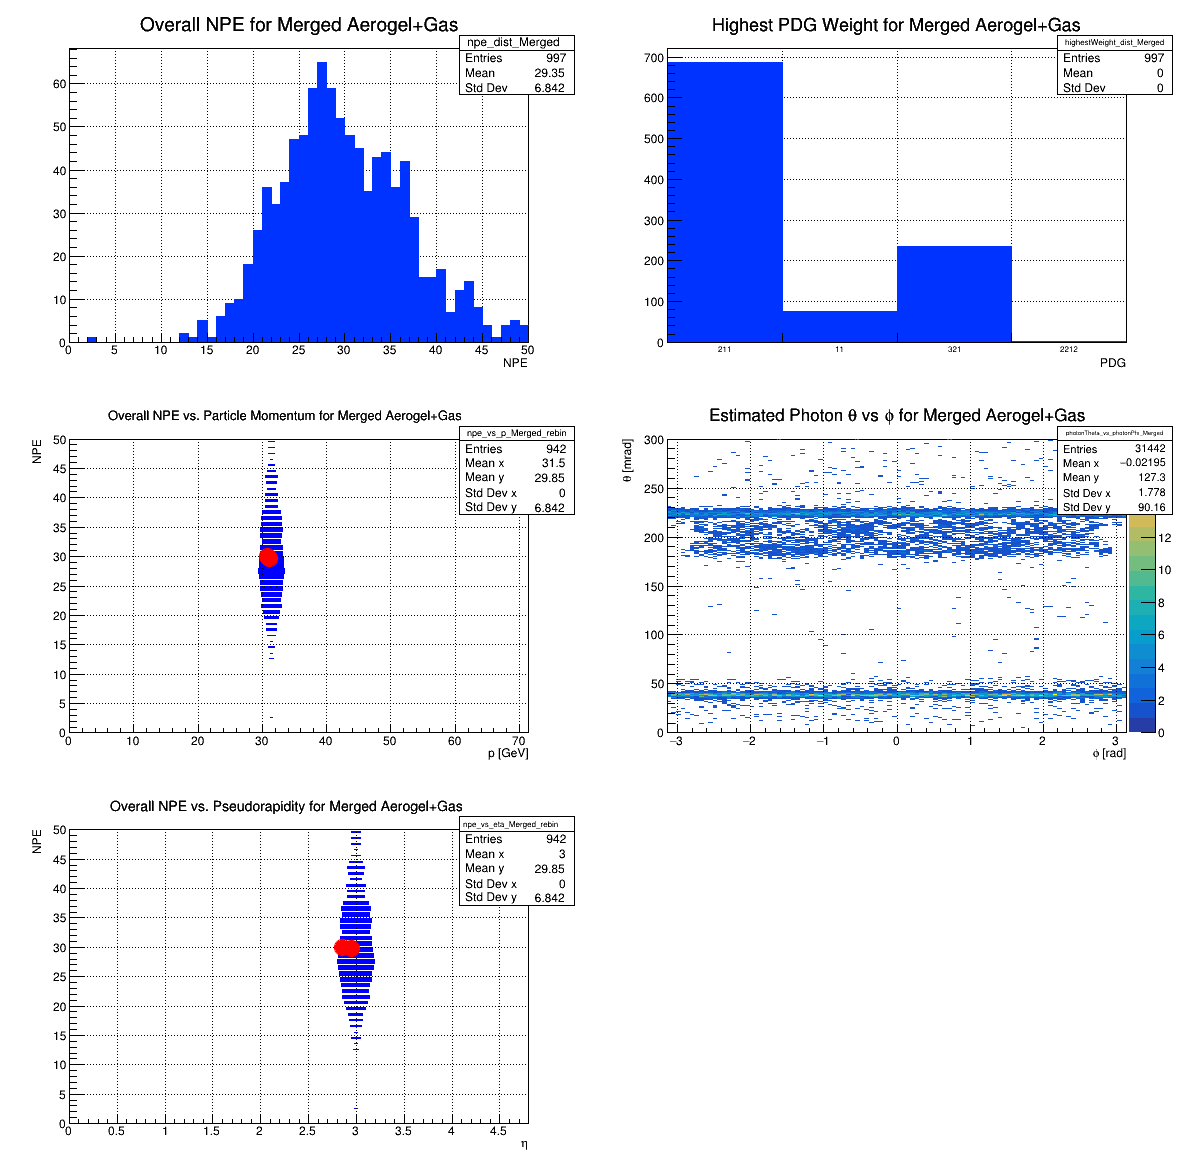 Overall NPE for Merged Aerogel+Gas
npe_dist_Merged
Entries 997
Mean 29.35
Std Dev 6.842
60
50
40
30
20
10
0
0 5 10 15 20 25 30 35 40 45 50
NPE
Highest PDG Weight for Merged Aerogel+Gas
highestWeight_dist_Merged
Entries 997
Mean 0
Std Dev 0
700
600
500
400
300
200
100
0
211 11 321 2212
PDG
Overall NPE vs. Particle Momentum for Merged Aerogel+Gas
npe_vs_p_Merged_rebin
Entries 942
Mean x 31.5
Mean y 29.85
Std Dev x 0
Std Dev y 6.842
NPE
50
45
40
35
30
25
20
15
10
5
0
0 10 20 30 40 50 60 70
p [GeV]
Estimated Photon θ vs ϕ for Merged Aerogel+Gas
photonTheta_vs_photonPhi_Merged
Entries 31442
Mean x −0.02195
Mean y 127.3
Std Dev x 1.778
Std Dev y 90.16
θ [mrad]
300
250
200
150
100
50
0
−3 −2 −1 0 1 2 3
ϕ [rad]
12
10
8
6
4
2
0
Overall NPE vs. Pseudorapidity for Merged Aerogel+Gas
npe_vs_eta_Merged_rebin
Entries 942
Mean x 3
Mean y 29.85
Std Dev x 0
Std Dev y 6.842
NPE
50
45
40
35
30
25
20
15
10
5
0
0 0.5 1 1.5 2 2.5 3 3.5 4 4.5
η